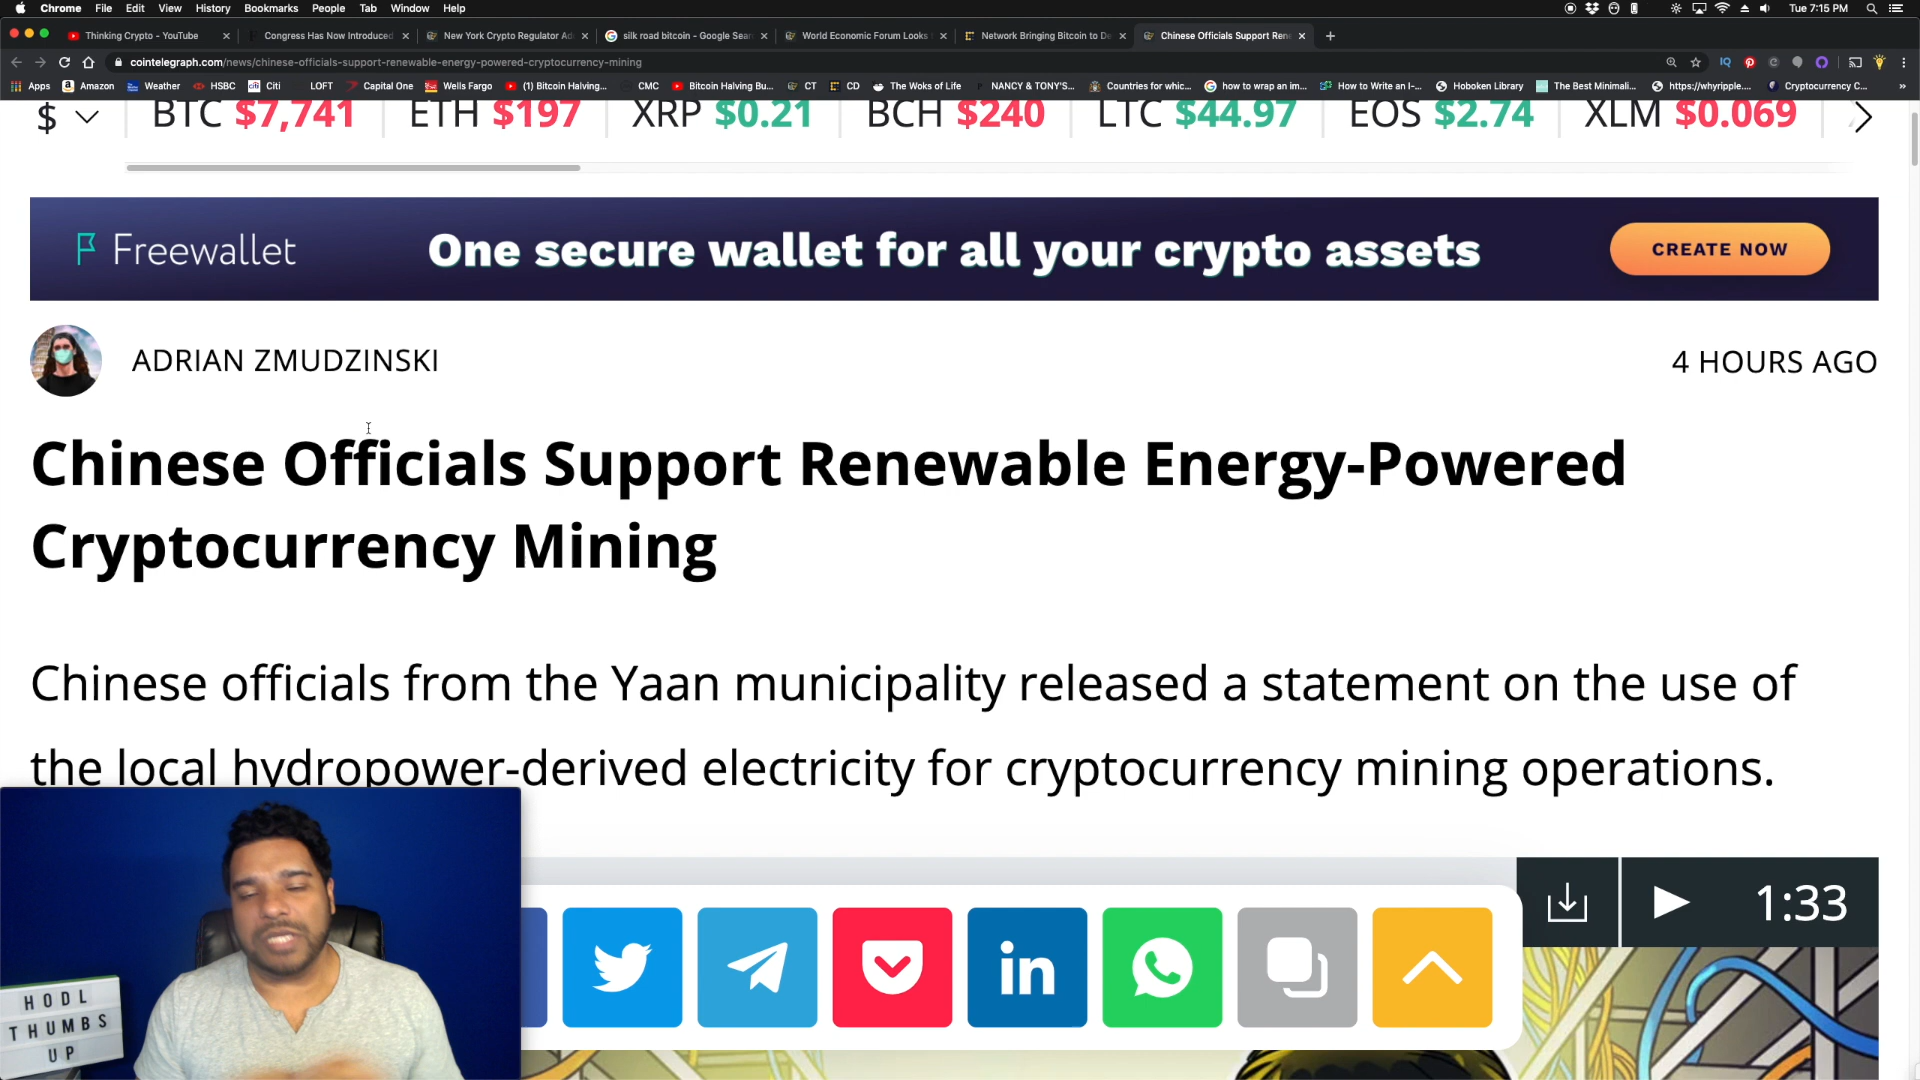 Chrome File Edit View History Bookmarks People Tab Window Help
Tue 7:15 PM
Thinking Crypto - YouTube
Congress Has Now Introduced
New York Crypto Regulator Ad
silk road bitcoin - Google Sear
World Economic Forum Looks
Network Bringing Bitcoin to De
Chinese Officials Support Ren
cointelegraph.com/news/chinese-officials-support-renewable-energy-powered-cryptocurrency-mining
Apps Amazon Weather HSBC Citi LOFT Capital One Wells Fargo (1) Bitcoin Halving... CMC Bitcoin Halving Bu... CT CD The Woks of Life NANCY & TONY'S... Countries for whic... how to wrap an im... How to Write an I-... Hoboken Library The Best Minimali... https://whyripple.... Cryptocurrency C... »
$ BTC $7,741 ETH $197 XRP $0.21 BCH $240 LTC $44.97 EOS $2.74 XLM $0.069
Freewallet One secure wallet for all your crypto assets CREATE NOW
ADRIAN ZMUDZINSKI 4 HOURS AGO
Chinese Officials Support Renewable Energy-Powered
Cryptocurrency Mining
Chinese officials from the Yaan municipality released a statement on the use of
the local hydropower-derived electricity for cryptocurrency mining operations.
in
1:33
HODL
THUMBS
UP